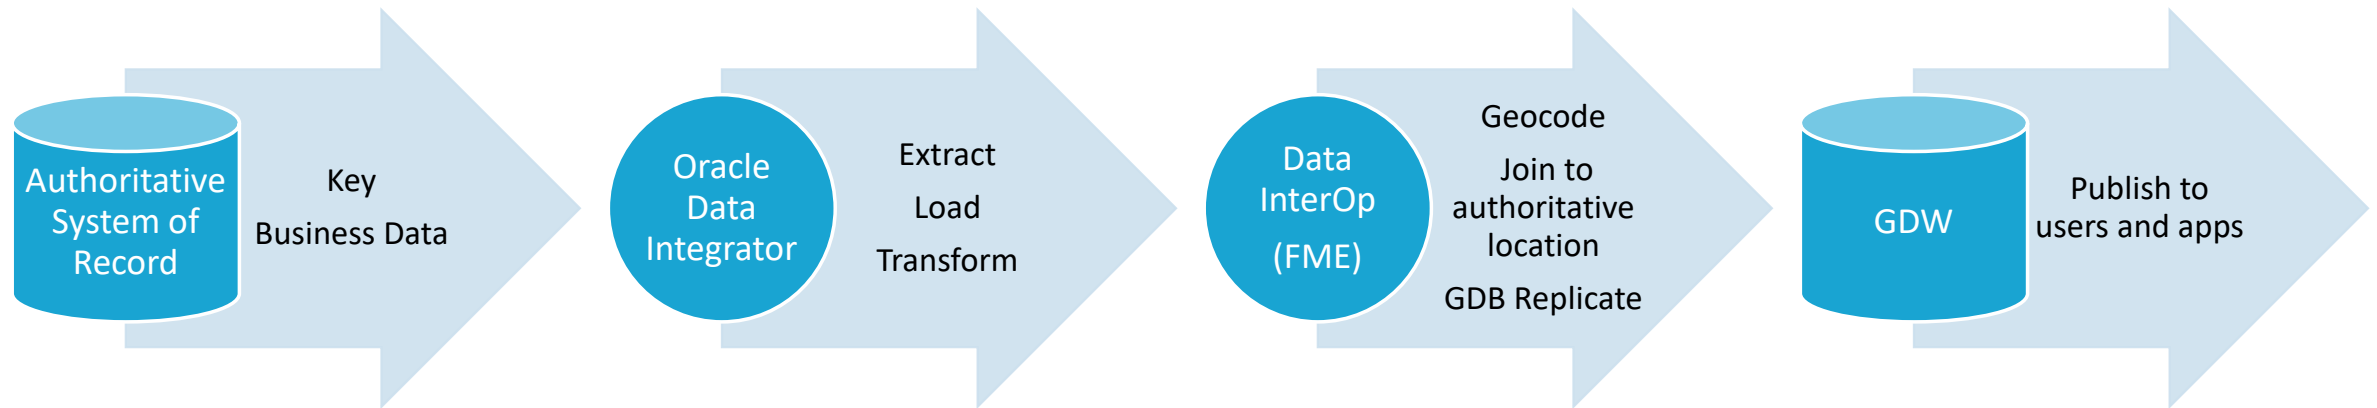 Authoritative
System of
Record
Key
Business Data
Oracle
Data
Integrator
Extract
Load
Transform
Data
InterOp
(FME)
Geocode
Join to
authoritative
location
GDB Replicate
GDW
Publish to
users and apps